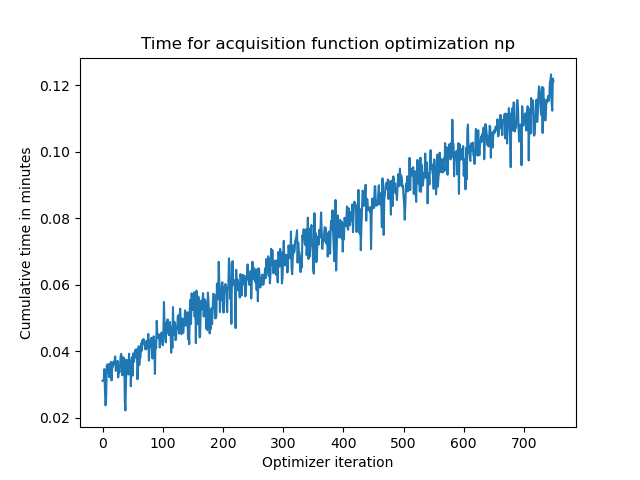 Time for acquisition function optimization np
0.12
0.10
0.08
0.06
0.04
0.02
Cumulative time in minutes
0 100 200 300 400 500 600 700
Optimizer iteration